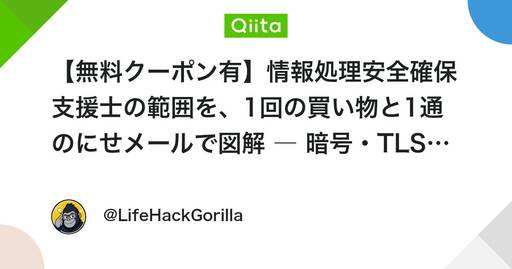 Qiita
【無料クーポン有】情報処理安全確保
支援士の範囲を、1回の買い物と1通
のにせメールで図解 ― 暗号・TLS…
@LifeHackGorilla